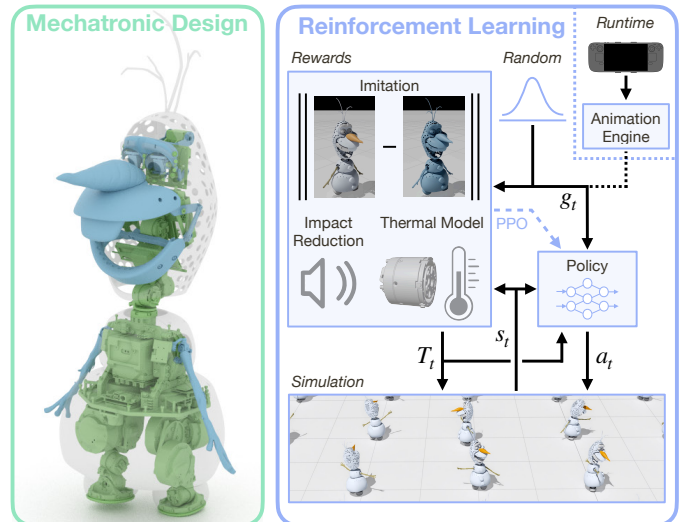 Mechatronic Design
Reinforcement Learning
Runtime
Rewards
Random
Imitation
Animation
Engine
g_t
Impact
Reduction
Thermal Model
PPO
Policy
s_t
T_t
a_t
Simulation